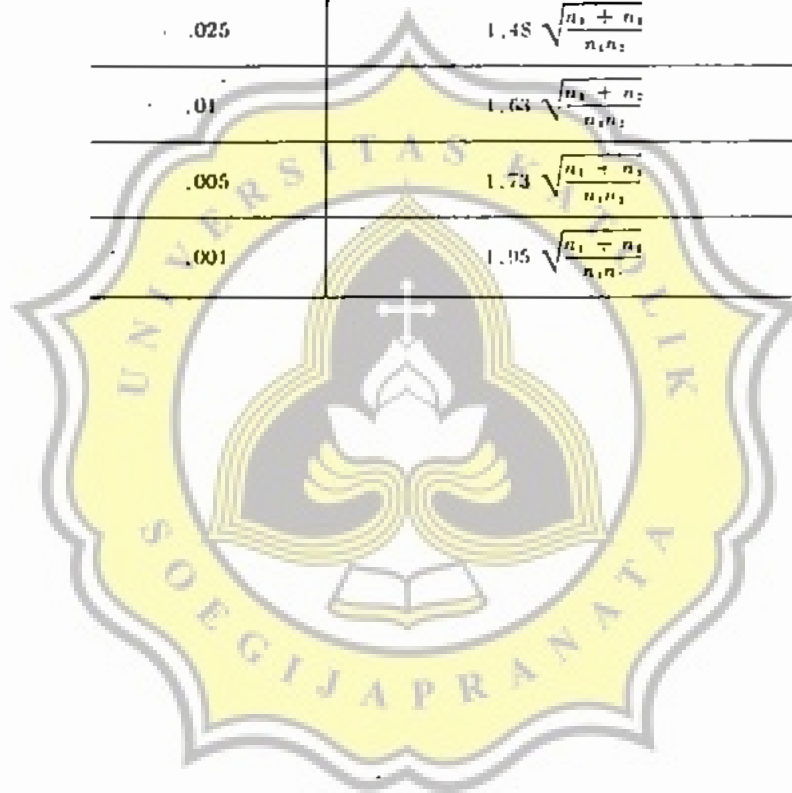 .025 1.48 √(n₁ + n₂ / n₁n₂)
.01 1.63 √(n₁ + n₂ / n₁n₂)
.005 1.73 √(n₁ + n₂ / n₁n₂)
.001 1.95 √(n₁ + n₂ / n₁n₂)
UNIVERSITAS KATOLIK
SOEGIJAPRANATA